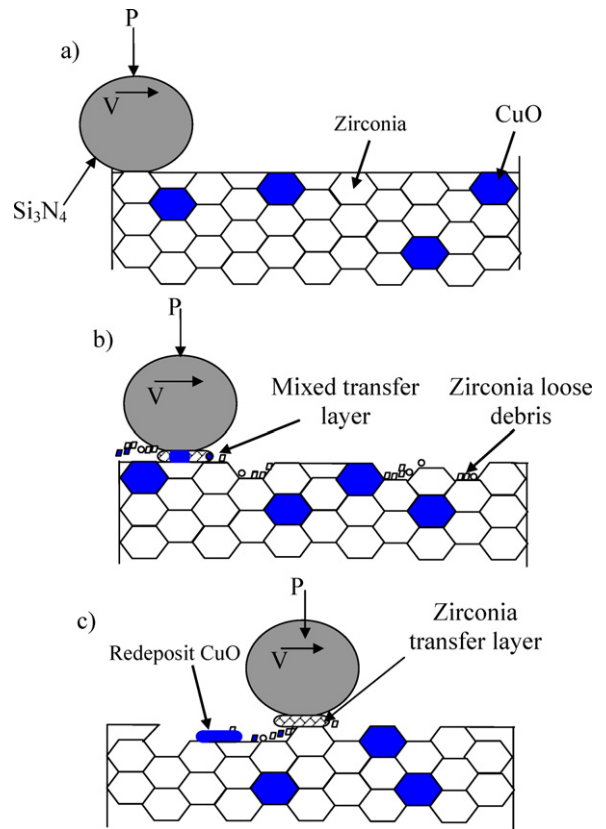 P
a)
V
Zirconia
CuO
Si₃N₄
P
b)
V
Mixed transfer
layer
Zirconia loose
debris
P
c)
V
Zirconia
transfer layer
Redeposit CuO